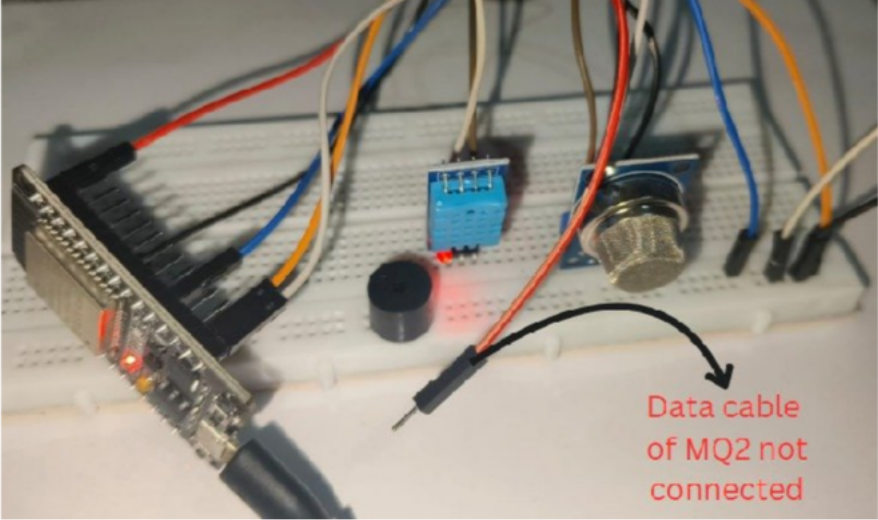 Data cable
of MQ2 not
connected